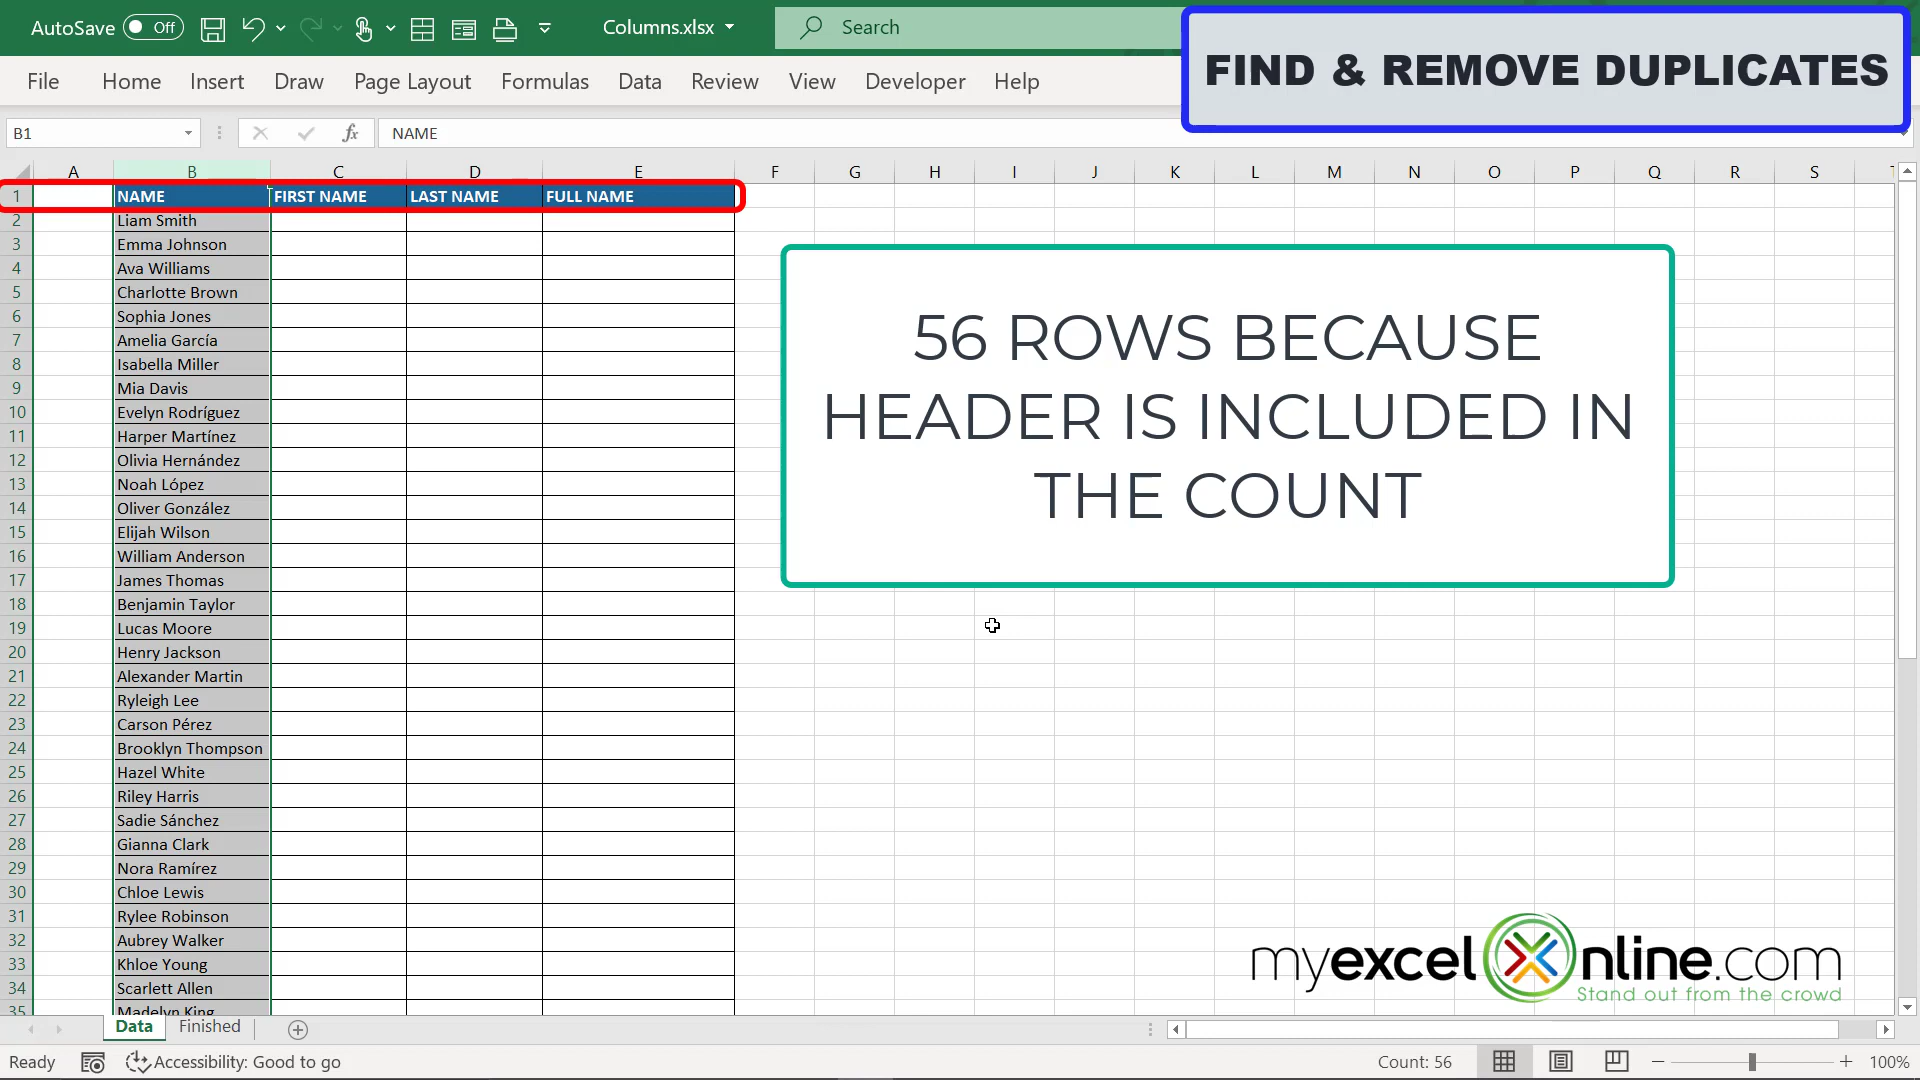 AutoSave Off Columns.xlsx Search
FIND & REMOVE DUPLICATES
File Home Insert Draw Page Layout Formulas Data Review View Developer Help
B1 fx NAME
A B C D E F G H I J K L M N O P Q R S
1 NAME FIRST NAME LAST NAME FULL NAME
2 Liam Smith
3 Emma Johnson
4 Ava Williams
5 Charlotte Brown
6 Sophia Jones
7 Amelia García
8 Isabella Miller
9 Mia Davis
10 Evelyn Rodríguez
11 Harper Martínez
12 Olivia Hernández
13 Noah López
14 Oliver González
15 Elijah Wilson
16 William Anderson
17 James Thomas
18 Benjamin Taylor
19 Lucas Moore
20 Henry Jackson
21 Alexander Martin
22 Ryleigh Lee
23 Carson Pérez
24 Brooklyn Thompson
25 Hazel White
26 Riley Harris
27 Sadie Sánchez
28 Gianna Clark
29 Nora Ramírez
30 Chloe Lewis
31 Rylee Robinson
32 Aubrey Walker
33 Khloe Young
34 Scarlett Allen
35 Madelyn King
56 ROWS BECAUSE
HEADER IS INCLUDED IN
THE COUNT
myexcelonline.com
Stand out from the crowd
Data Finished
Ready Accessibility: Good to go Count: 56 100%